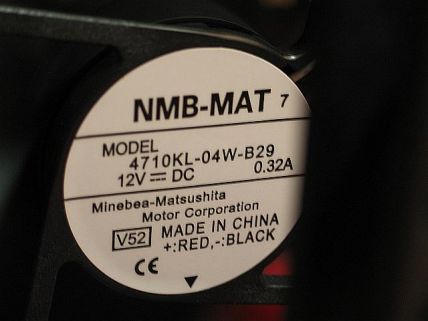 NMB-MAT 7
MODEL
4710KL-04W-B29
12V⎓DC 0.32A
Minebea-Matsushita
Motor Corporation
V52 MADE IN CHINA
+:RED,-:BLACK
CE